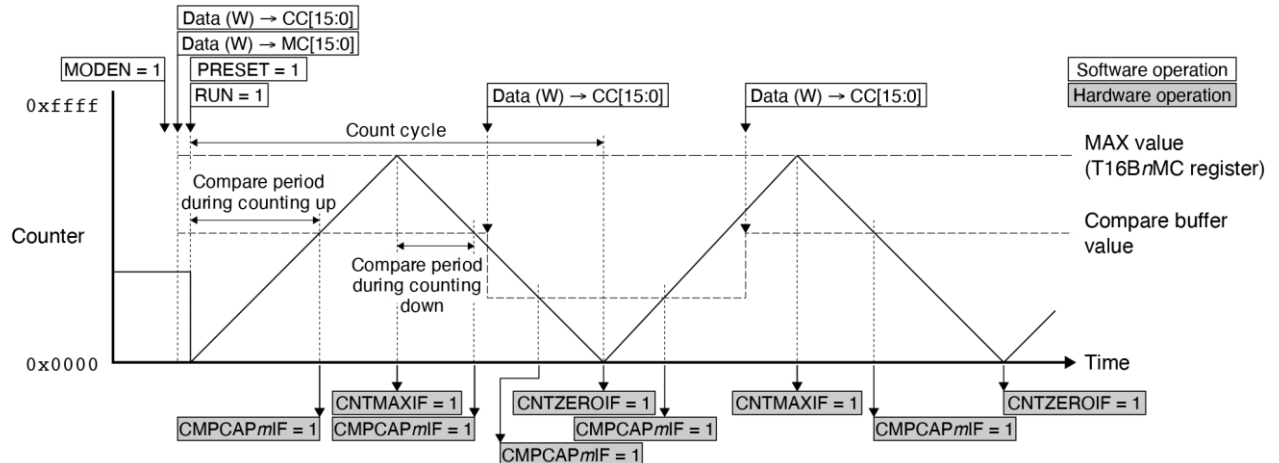 Data (W) → CC[15:0]
Data (W) → MC[15:0]
MODEN = 1
PRESET = 1
RUN = 1
Data (W) → CC[15:0]
Data (W) → CC[15:0]
Software operation
Hardware operation
0xffff
Count cycle
MAX value
(T16BnMC register)
Compare period
during counting up
Counter
Compare buffer
value
Compare period
during counting
down
0x0000
Time
CNTMAXIF = 1
CNTZEROIF = 1
CNTMAXIF = 1
CNTZEROIF = 1
CMPCAPmIF = 1
CMPCAPmIF = 1
CMPCAPmIF = 1
CMPCAPmIF = 1
CMPCAPmIF = 1